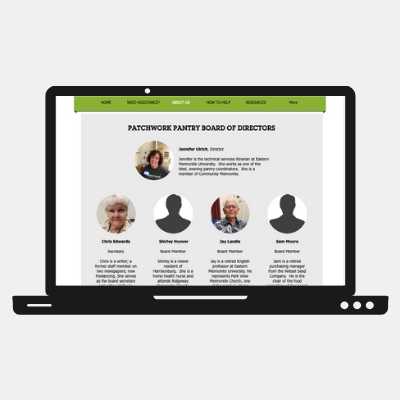 HOME NEED ASSISTANCE? ABOUT US HOW TO HELP RESOURCES More
PATCHWORK PANTRY BOARD OF DIRECTORS
Jennifer Ulrich, Director
Jennifer is the technical services librarian at Eastern
Mennonite University. She works as one of the
Wed. evening pantry coordinators. She is a
member of Community Mennonite.
Chris Edwards
Secretary
Chris is a writer, a
former staff member on
two newspapers, now
freelancing. She serves
as the board secretary
Shirley Hoover
Board Member
Shirley is a newer
resident of
Harrisonburg. She is a
home health nurse and
attends Ridgeway
Jay Landis
Board Member
Jay is a retired English
professor at Eastern
Mennonite University. He
represents Park View
Mennonite Church, one
Sam Moore
Board Member
Sam is a retired
purchasing manager
from the Wetsel Seed
Company. He is the
chair of the food